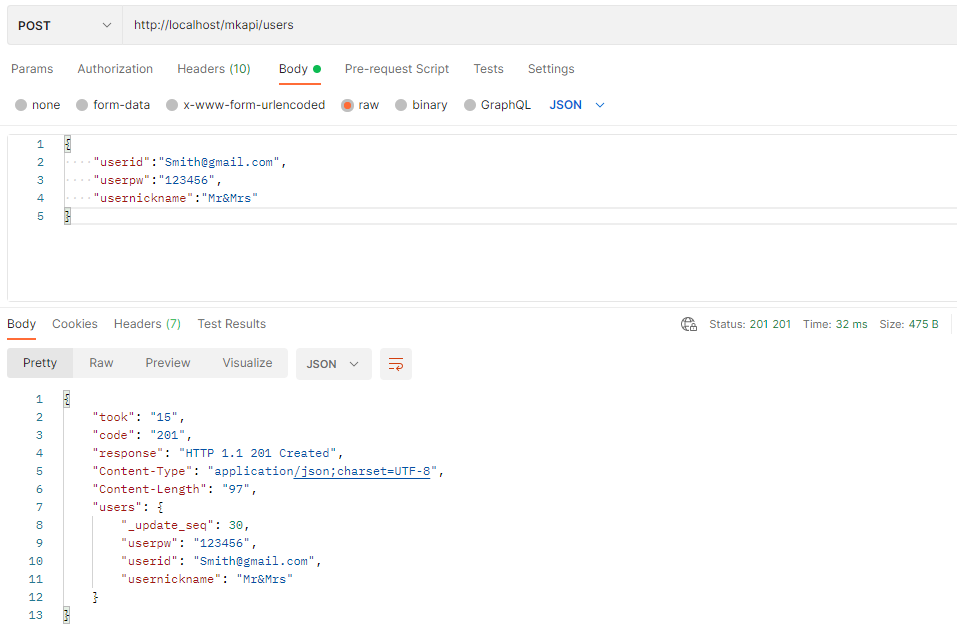 POST http://localhost/mkapi/users
Params Authorization Headers (10) Body Pre-request Script Tests Settings
none form-data x-www-form-urlencoded raw binary GraphQL JSON
1 {
2 ····"userid":"Smith@gmail.com",
3 ····"userpw":"123456",
4 ····"usernickname":"Mr&Mrs"
5 }
Body Cookies Headers (7) Test Results Status: 201 201 Time: 32 ms Size: 475 B
Pretty Raw Preview Visualize JSON
1 {
2 "took": "15",
3 "code": "201",
4 "response": "HTTP 1.1 201 Created",
5 "Content-Type": "application/json;charset=UTF-8",
6 "Content-Length": "97",
7 "users": {
8 "_update_seq": 30,
9 "userpw": "123456",
10 "userid": "Smith@gmail.com",
11 "usernickname": "Mr&Mrs"
12 }
13 }